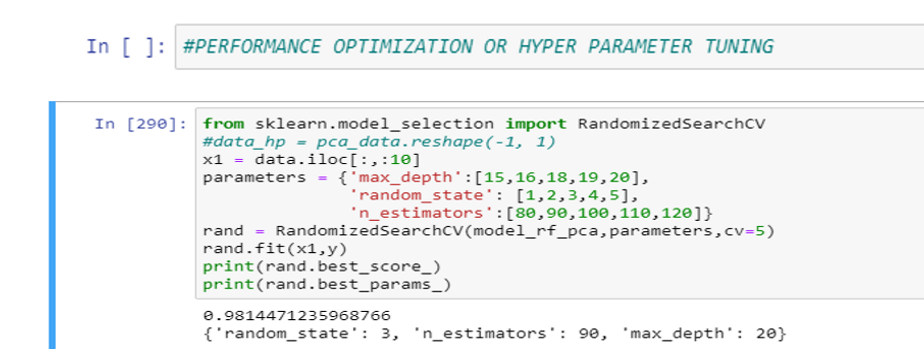 In [ ]: #PERFORMANCE OPTIMIZATION OR HYPER PARAMETER TUNING
In [290]: from sklearn.model_selection import RandomizedSearchCV
#data_hp = pca_data.reshape(-1, 1)
x1 = data.iloc[:,:10]
parameters = {'max_depth':[15,16,18,19,20],
'random_state': [1,2,3,4,5],
'n_estimators':[80,90,100,110,120]}
rand = RandomizedSearchCV(model_rf_pca,parameters,cv=5)
rand.fit(x1,y)
print(rand.best_score_)
print(rand.best_params_)
0.9814471235968766
{'random_state': 3, 'n_estimators': 90, 'max_depth': 20}